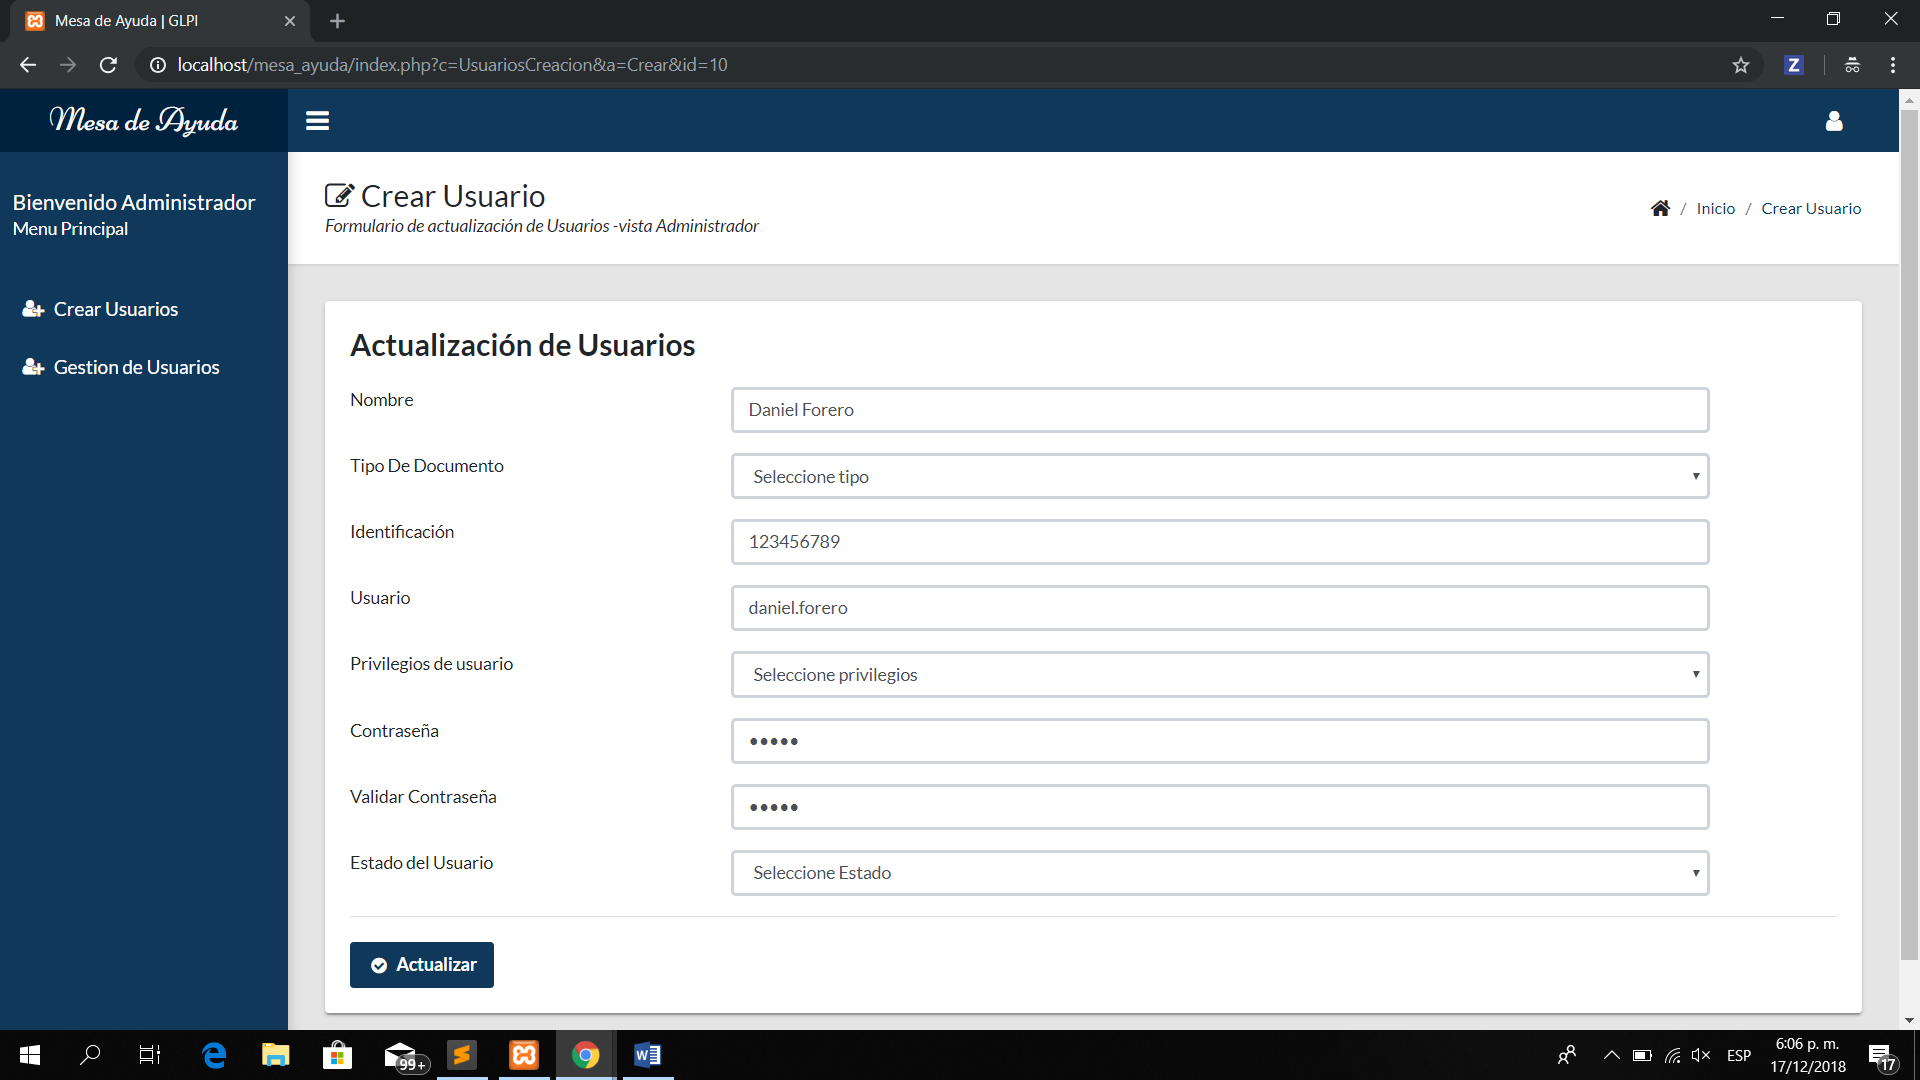 Mesa de Ayuda | GLPI
localhost/mesa_ayuda/index.php?c=UsuariosCreacion&a=Crear&id=10
Z
Mesa de Ayuda
Bienvenido Administrador
Menu Principal
Crear Usuarios
Gestion de Usuarios
Crear Usuario
Formulario de actualización de Usuarios -vista Administrador
/ Inicio / Crear Usuario
Actualización de Usuarios
Nombre
Daniel Forero
Tipo De Documento
Seleccione tipo
Identificación
123456789
Usuario
daniel.forero
Privilegios de usuario
Seleccione privilegios
Contraseña
•••••
Validar Contraseña
•••••
Estado del Usuario
Seleccione Estado
Actualizar
99+
W
ESP
6:06 p. m.
17/12/2018
17